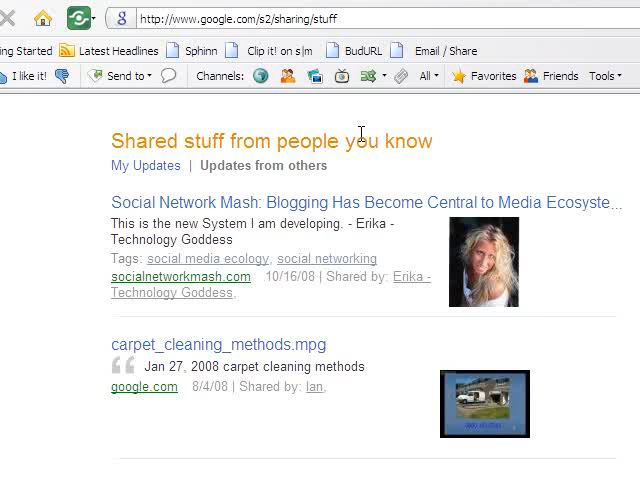 http://www.google.com/s2/sharing/stuff
ing Started Latest Headlines Sphinn Clip it! on s|m BudURL Email / Share
I like it! Send to Channels: All Favorites Friends Tools
Shared stuff from people you know
My Updates | Updates from others
Social Network Mash: Blogging Has Become Central to Media Ecosyste...
This is the new System I am developing. - Erika -
Technology Goddess
Tags: social media ecology, social networking
socialnetworkmash.com 10/16/08 | Shared by: Erika -
Technology Goddess,
carpet_cleaning_methods.mpg
Jan 27, 2008 carpet cleaning methods
google.com 8/4/08 | Shared by: Ian,